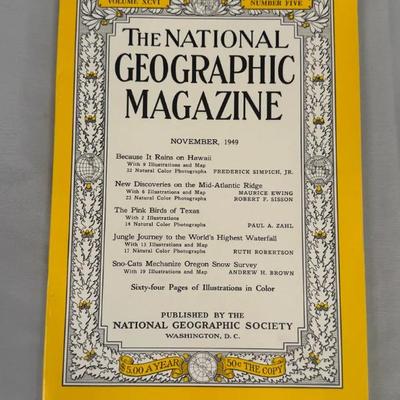 VOLUME XCVI NUMBER FIVE
THE NATIONAL
GEOGRAPHIC
MAGAZINE
NOVEMBER, 1949
Because It Rains on Hawaii
With 9 Illustrations and Map
32 Natural Color Photographs FREDERICK SIMPICH, JR.
New Discoveries on the Mid-Atlantic Ridge
With 6 Illustrations and Map MAURICE EWING
23 Natural Color Photographs ROBERT F. SISSON
The Pink Birds of Texas
With 2 Illustrations
18 Natural Color Photographs PAUL A. ZAHL
Jungle Journey to the World's Highest Waterfall
With 13 Illustrations and Map
17 Natural Color Photographs RUTH ROBERTSON
Sno-Cats Mechanize Oregon Snow Survey
With 19 Illustrations and Map ANDREW H. BROWN
Sixty-four Pages of Illustrations in Color
PUBLISHED BY THE
NATIONAL GEOGRAPHIC SOCIETY
WASHINGTON, D. C.
$5.00 A YEAR 50¢ THE COPY